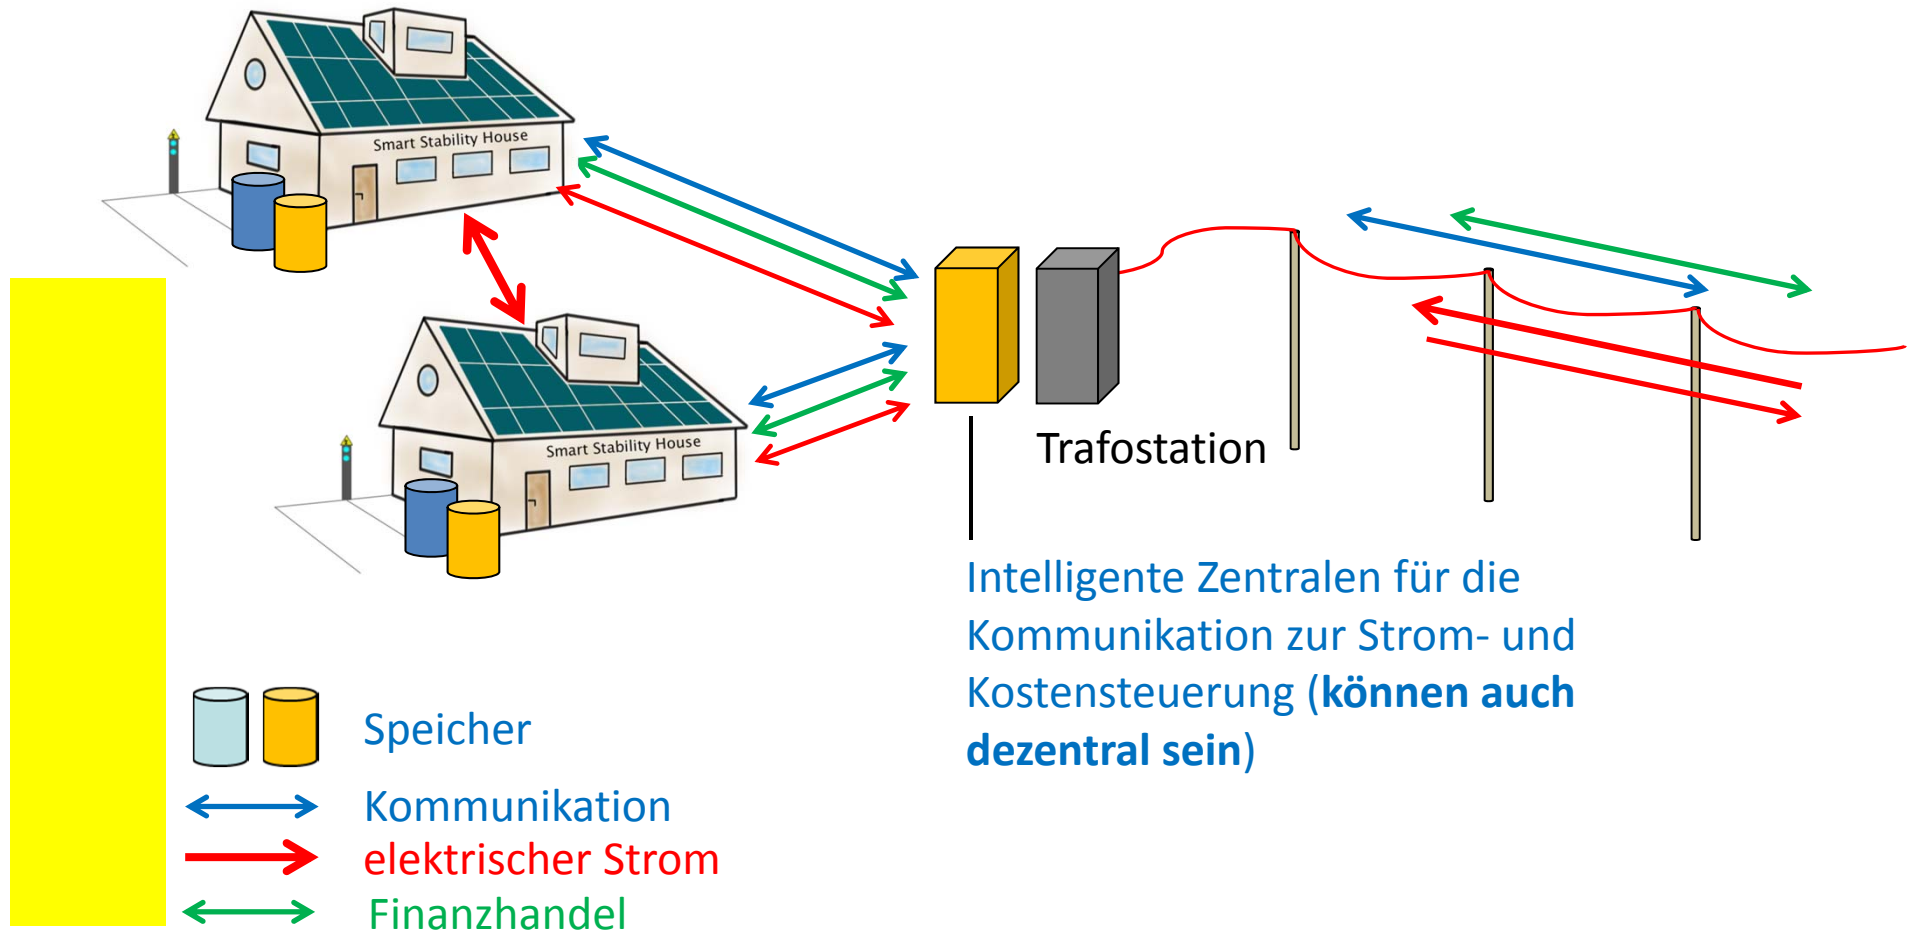 Smart Stability House
Smart Stability House
Trafostation
Intelligente Zentralen für die
Kommunikation zur Strom- und
Kostensteuerung (können auch
dezentral sein)
Speicher
Kommunikation
elektrischer Strom
Finanzhandel